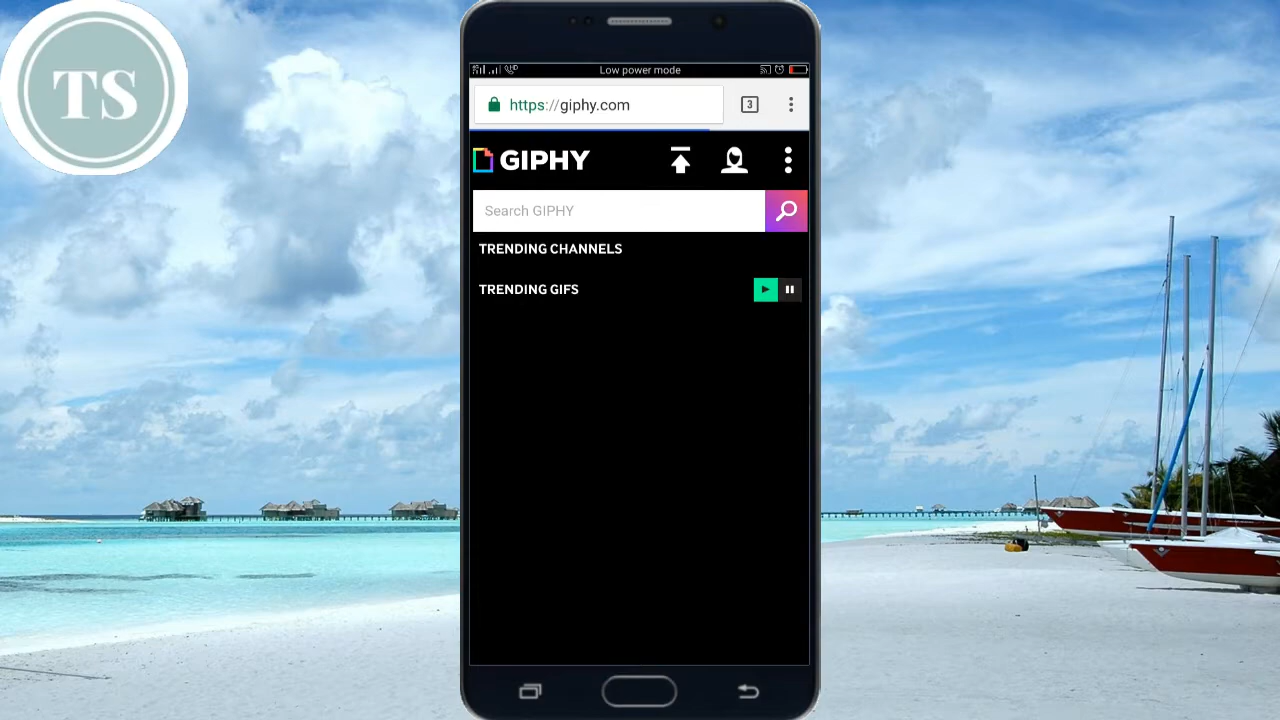 TS
Low power mode
https://giphy.com
3
GIPHY
Search GIPHY
TRENDING CHANNELS
TRENDING GIFS